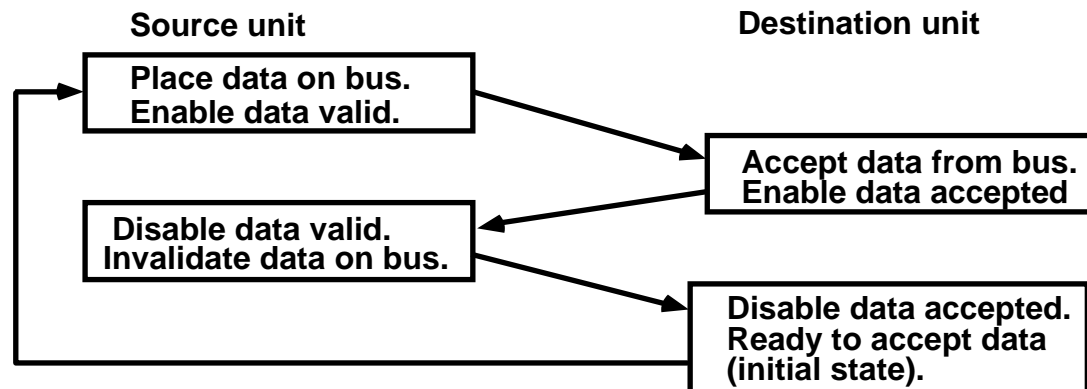 Source unit
Destination unit
Place data on bus.
Enable data valid.
Accept data from bus.
Enable data accepted
Disable data valid.
Invalidate data on bus.
Disable data accepted.
Ready to accept data
(initial state).